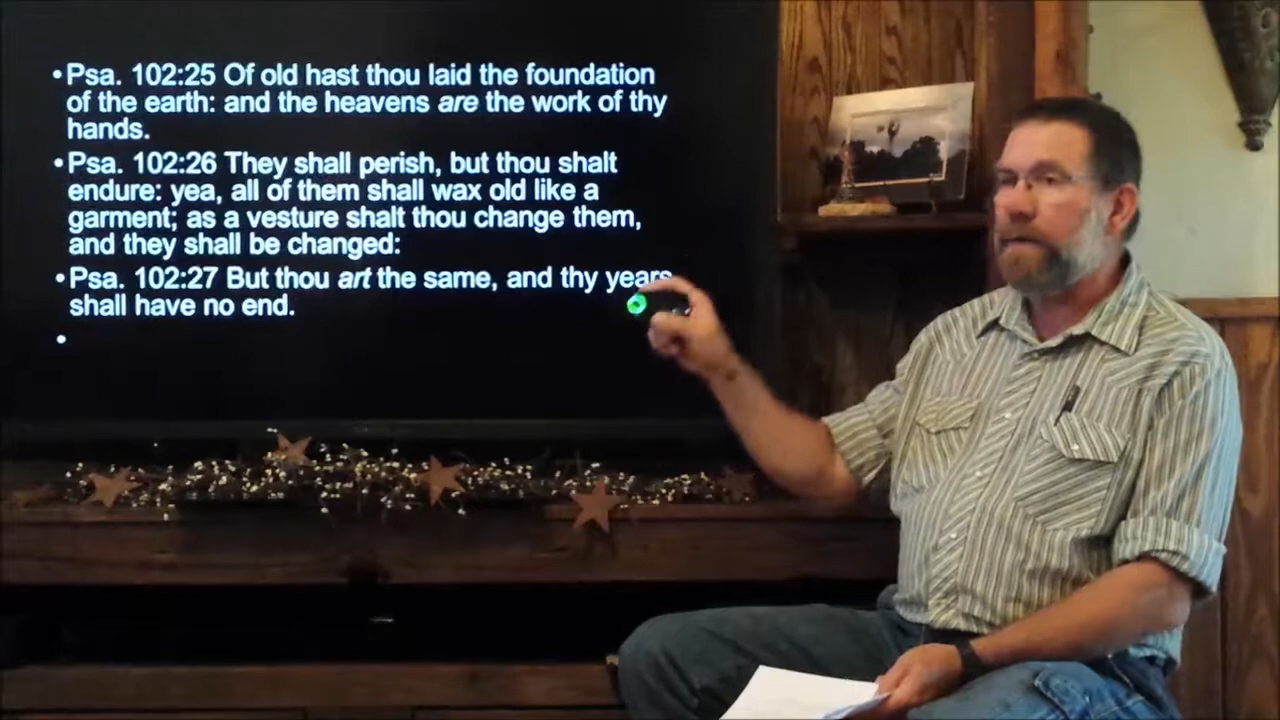 •Psa. 102:25 Of old hast thou laid the foundation
of the earth: and the heavens are the work of thy
hands.
•Psa. 102:26 They shall perish, but thou shalt
endure: yea, all of them shall wax old like a
garment; as a vesture shalt thou change them,
and they shall be changed:
•Psa. 102:27 But thou art the same, and thy years
shall have no end.
•